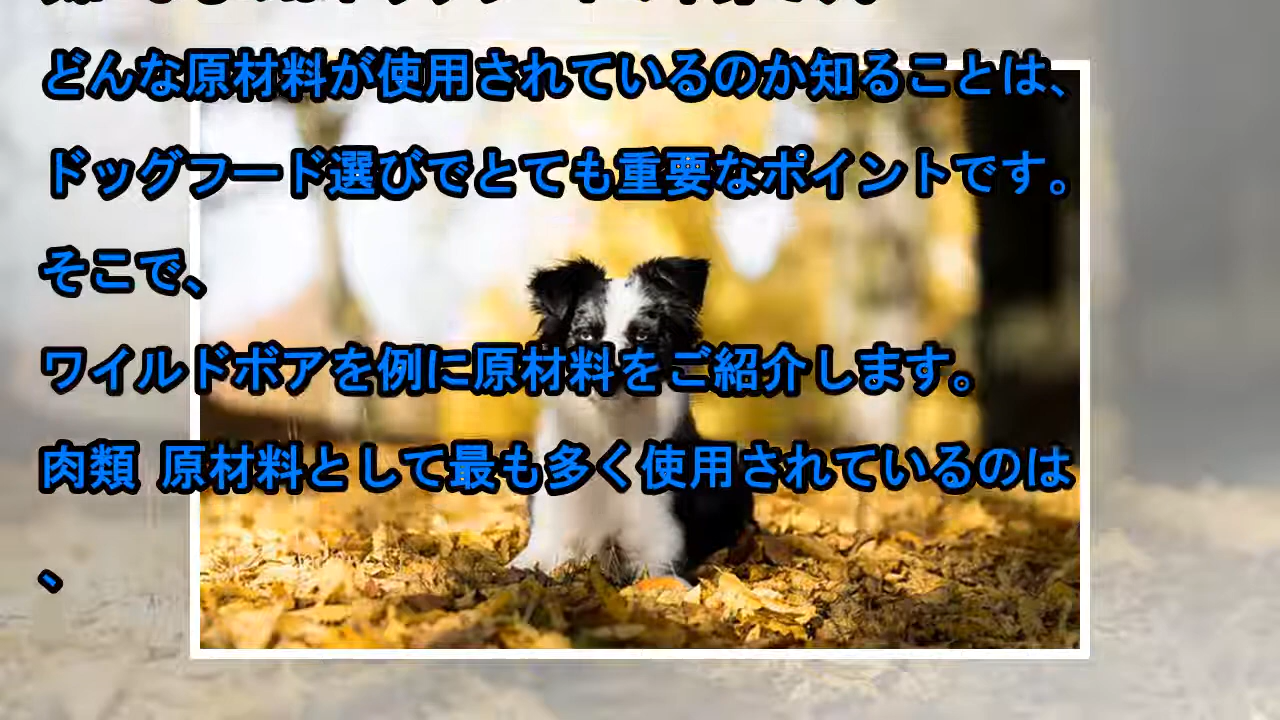 どんな原材料が使用されているのか知ることは、
ドッグフード選びでとても重要なポイントです。
そこで、
ワイルドボアを例に原材料をご紹介します。
肉類 原材料として最も多く使用されているのは
、